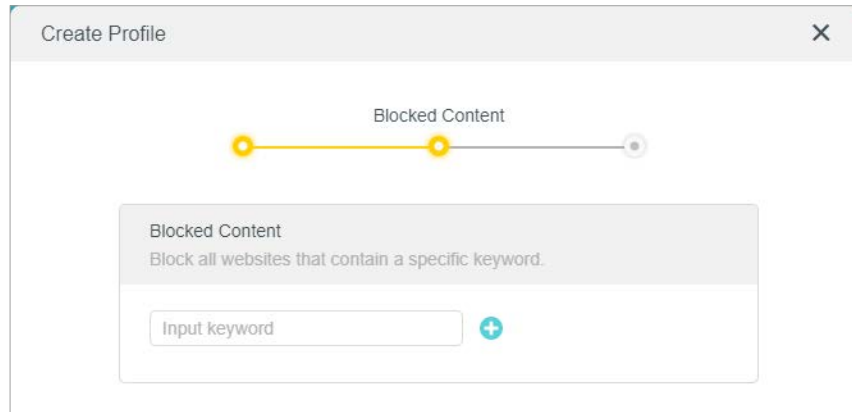 Create Profile
Blocked Content
Blocked Content
Block all websites that contain a specific keyword.
Input keyword